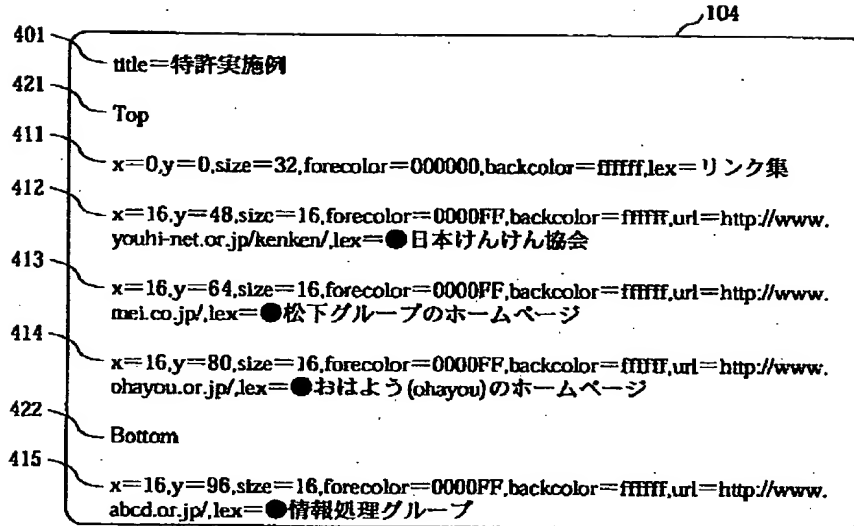 104
401
title=特許実施例
421
Top
411
x=0,y=0,size=32,forecolor=000000,backcolor=ffffff,lex=リンク集
412
x=16,y=48,size=16,forecolor=0000FF,backcolor=ffffff,url=http://www.
youhi-net.or.jp/kenken/,lex=●日本けんけん協会
413
x=16,y=64,size=16,forecolor=0000FF,backcolor=ffffff,url=http://www.
mei.co.jp/,lex=●松下グループのホームページ
414
x=16,y=80,size=16,forecolor=0000FF,backcolor=ffffff,url=http://www.
ohayou.or.jp/,lex=●おはよう(ohayou)のホームページ
422
Bottom
415
x=16,y=96,size=16,forecolor=0000FF,backcolor=ffffff,url=http://www.
abcd.or.jp/,lex=●情報処理グループ